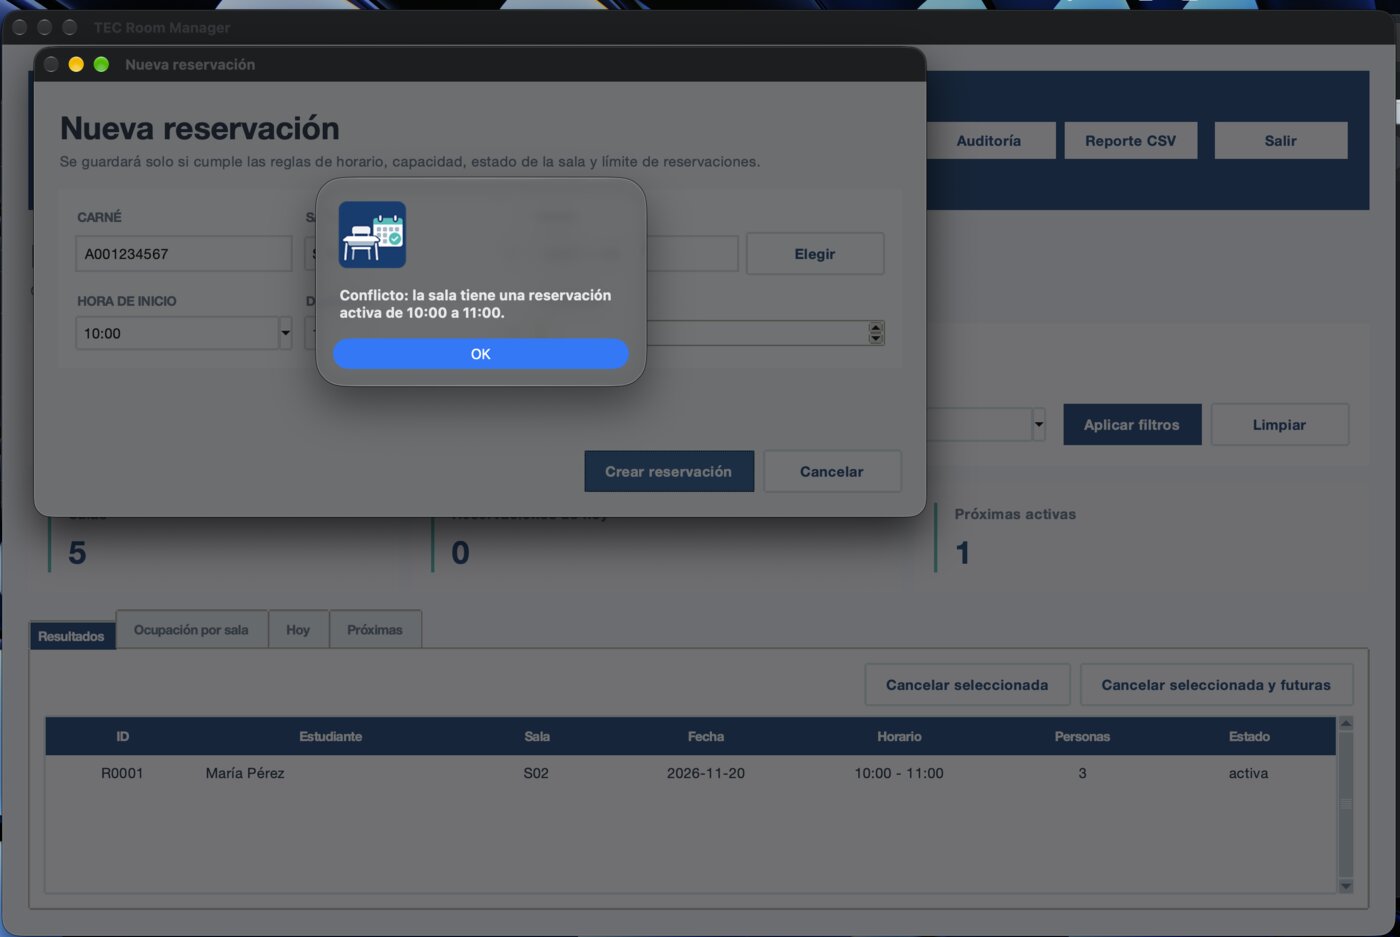 TEC Room Manager
Nueva reservación
Auditoría
Reporte CSV
Salir
Nueva reservación
Se guardará solo si cumple las reglas de horario, capacidad, estado de la sala y límite de reservaciones.
CARNÉ
A001234567
Elegir
HORA DE INICIO
10:00
Conflicto: la sala tiene una reservación
activa de 10:00 a 11:00.
OK
Aplicar filtros
Limpiar
Crear reservación
Cancelar
Próximas activas
5
0
1
Resultados
Ocupación por sala
Hoy
Próximas
Cancelar seleccionada
Cancelar seleccionada y futuras
ID Estudiante Sala Fecha Horario Personas Estado
R0001 María Pérez S02 2026-11-20 10:00 - 11:00 3 activa